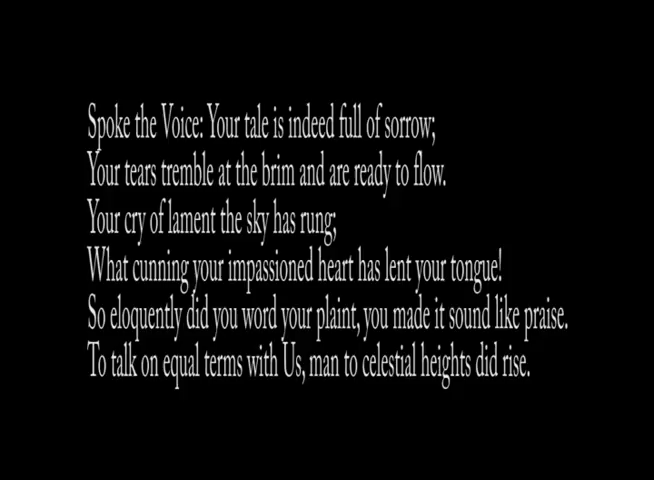 Spoke the Voice: Your tale is indeed full of sorrow;
Your tears tremble at the brim and are ready to flow.
Your cry of lament the sky has rung;
What cunning your impassioned heart has lent your tongue!
So eloquently did you word your plaint, you made it sound like praise.
To talk on equal terms with Us, man to celestial heights did rise.